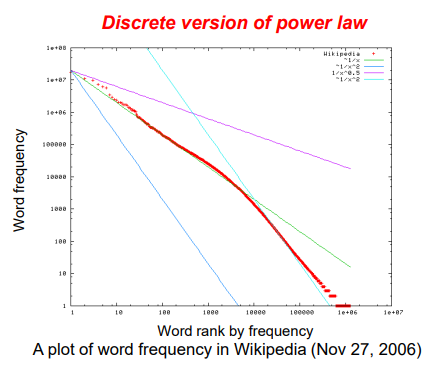 Discrete version of power law
Word frequency
1e+08
1e+07
1e+06
100000
10000
1000
100
10
1
Wikipedia
~1/x
~1/x^2
1/x^0.5
~1/x^2
1 10 100 1000 10000 100000 1e+06 1e+07
Word rank by frequency
A plot of word frequency in Wikipedia (Nov 27, 2006)